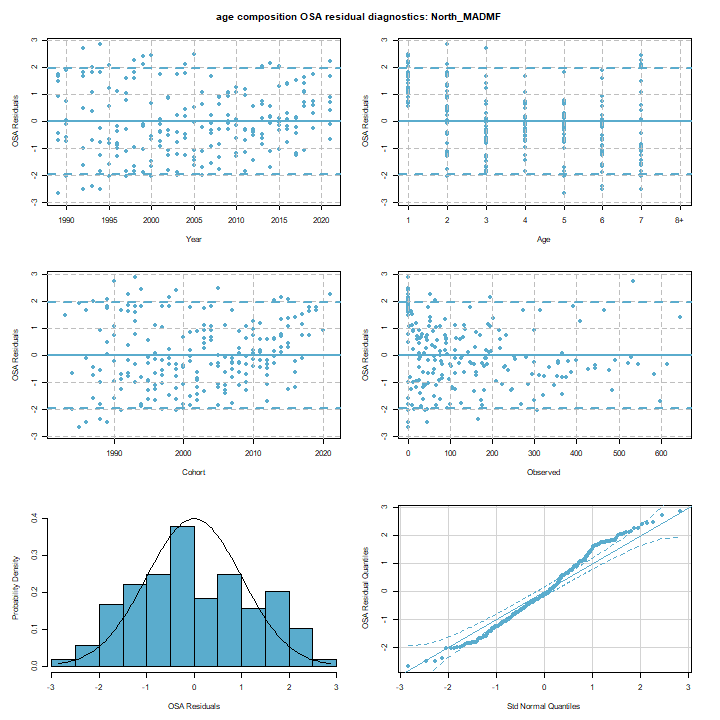 age composition OSA residual diagnostics: North_MADMF
OSA Residuals
3
2
1
0
-1
-2
-3
1990 1995 2000 2005 2010 2015 2020
Year
OSA Residuals
3
2
1
0
-1
-2
-3
1 2 3 4 5 6 7 8+
Age
OSA Residuals
3
2
1
0
-1
-2
-3
1990 2000 2010 2020
Cohort
OSA Residuals
3
2
1
0
-1
-2
-3
0 100 200 300 400 500 600
Observed
Probability Density
0.4
0.3
0.2
0.1
0.0
-3 -2 -1 0 1 2 3
OSA Residuals
OSA Residual Quantiles
3
2
1
0
-1
-2
-3 -2 -1 0 1 2 3
Std Normal Quantiles